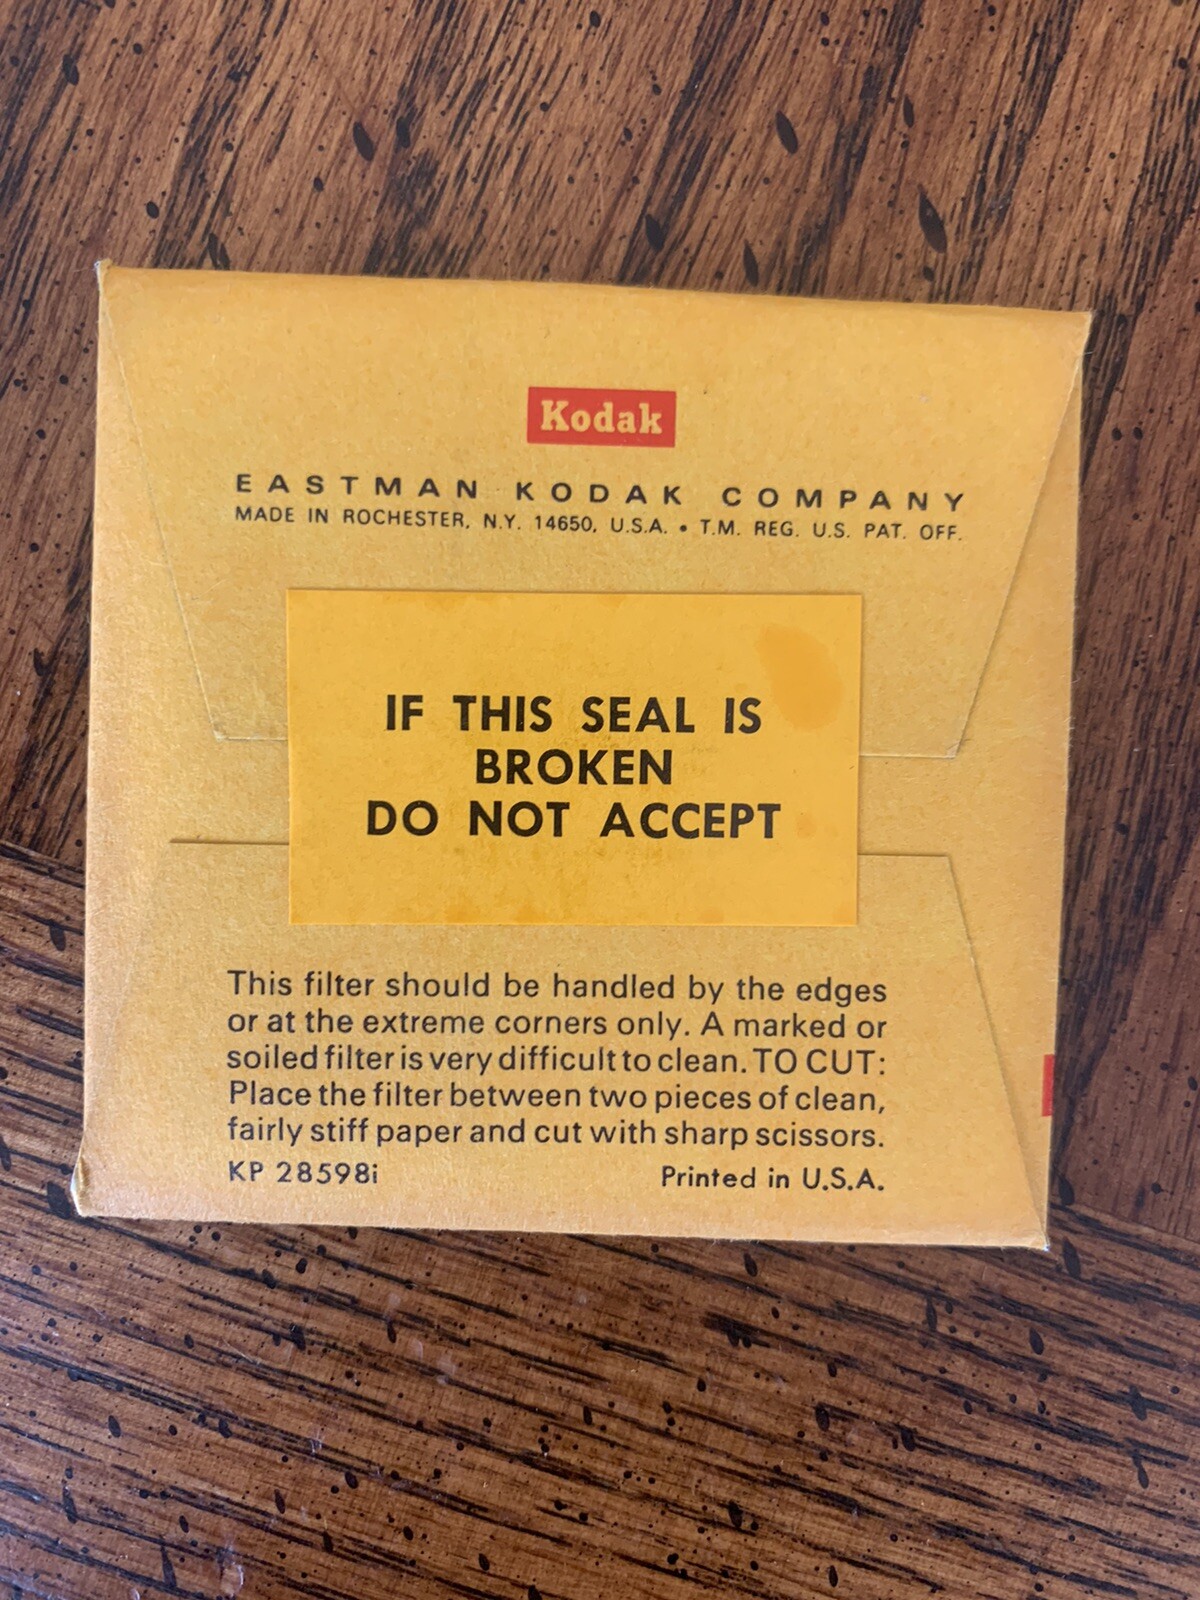 Kodak
EASTMAN KODAK COMPANY
MADE IN ROCHESTER, N.Y. 14650, U.S.A. • T.M. REG. U.S. PAT. OFF.
IF THIS SEAL IS
BROKEN
DO NOT ACCEPT
This filter should be handled by the edges
or at the extreme corners only. A marked or
soiled filter is very difficult to clean. TO CUT:
Place the filter between two pieces of clean,
fairly stiff paper and cut with sharp scissors.
KP 28598i Printed in U.S.A.